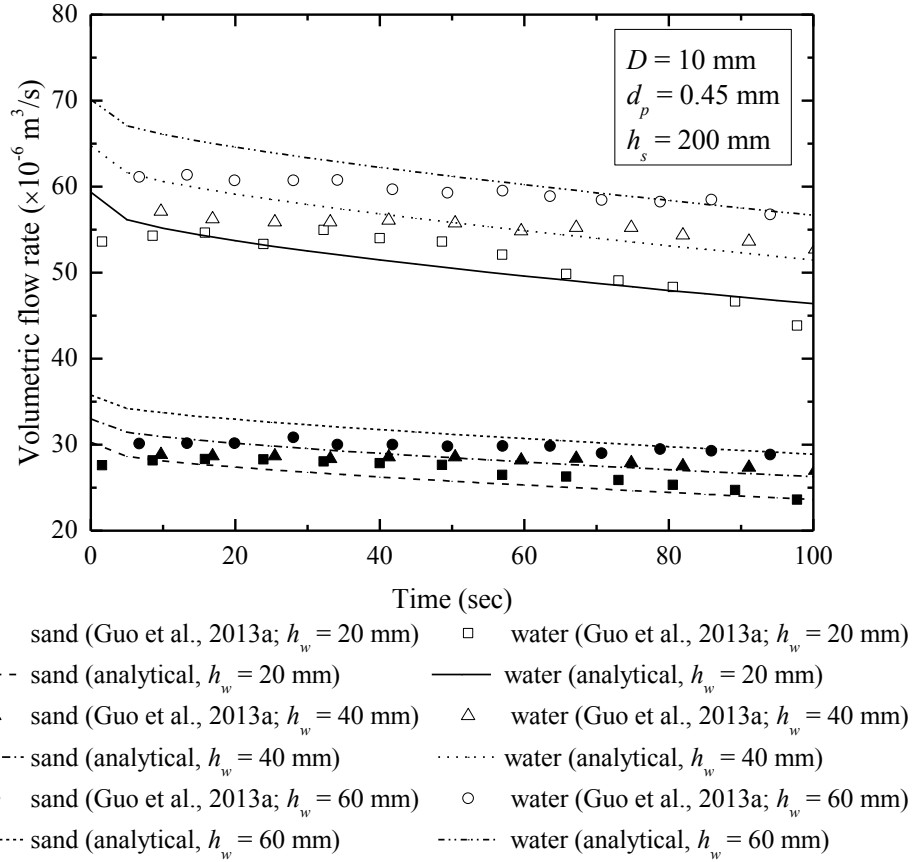 80
70
60
50
40
30
20
0
20
40
60
80
100
Volumetric flow rate (×10⁻⁶ m³/s)
Time (sec)
D = 10 mm
d_p = 0.45 mm
h_s = 200 mm
sand (Guo et al., 2013a; h_w = 20 mm) water (Guo et al., 2013a; h_w = 20 mm)
sand (analytical, h_w = 20 mm) water (analytical, h_w = 20 mm)
sand (Guo et al., 2013a; h_w = 40 mm) water (Guo et al., 2013a; h_w = 40 mm)
sand (analytical, h_w = 40 mm) water (analytical, h_w = 40 mm)
sand (Guo et al., 2013a; h_w = 60 mm) water (Guo et al., 2013a; h_w = 60 mm)
sand (analytical, h_w = 60 mm) water (analytical, h_w = 60 mm)